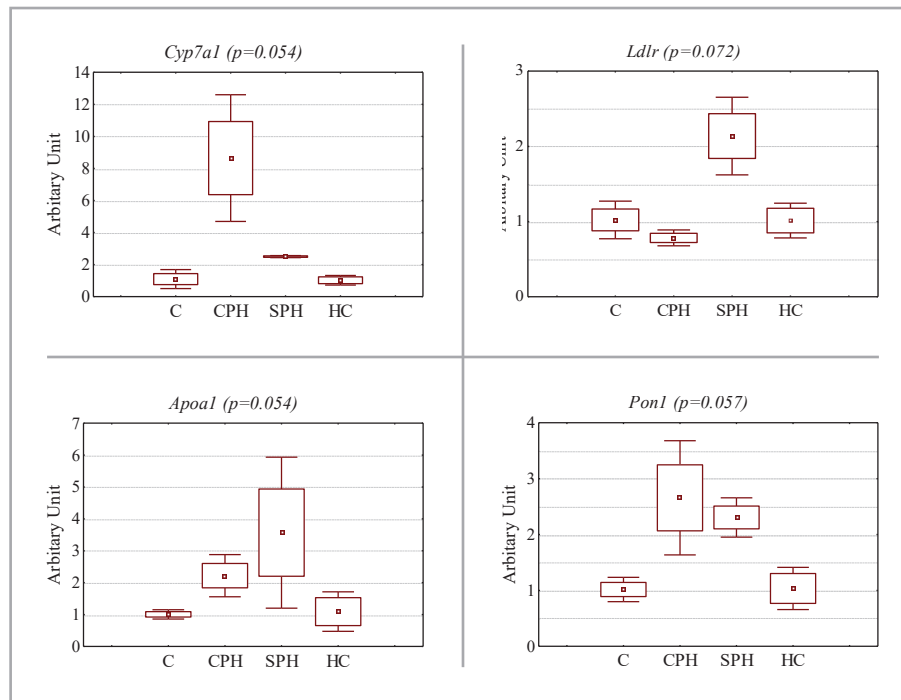 Cyp7a1 (p=0.054)
14
12
10
8
6
4
2
0
Arbitary Unit
C CPH SPH HC
Ldlr (p=0.072)
3
2
1
0
Arbitary Unit
C CPH SPH HC
Apoa1 (p=0.054)
7
6
5
4
3
2
1
0
Arbitary Unit
C CPH SPH HC
Pon1 (p=0.057)
4
3
2
1
0
Arbitary Unit
C CPH SPH HC